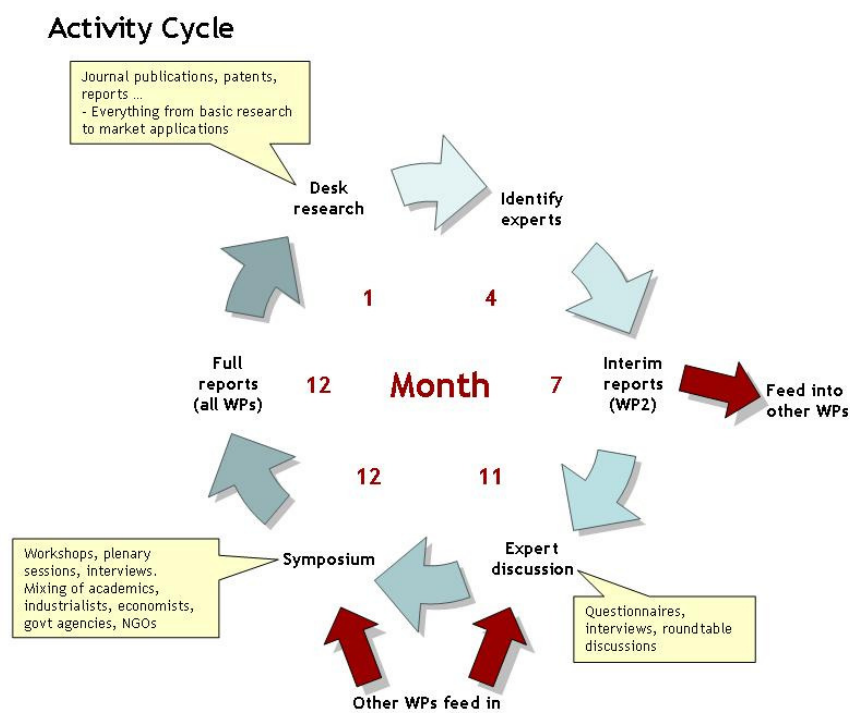 Activity Cycle
Journal publications, patents,
reports ...
- Everything from basic research
to market applications
Desk
research
Identify
experts
1
4
Full
reports
(all WPs)
12
Month
7
Interim
reports
(WP2)
Feed into
other WPs
12
11
Workshops, plenary
sessions, interviews.
Mixing of academics,
industrialists, economists,
govt agencies, NGOs
Symposium
Expert
discussion
Questionnaires,
interviews, roundtable
discussions
Other WPs feed in